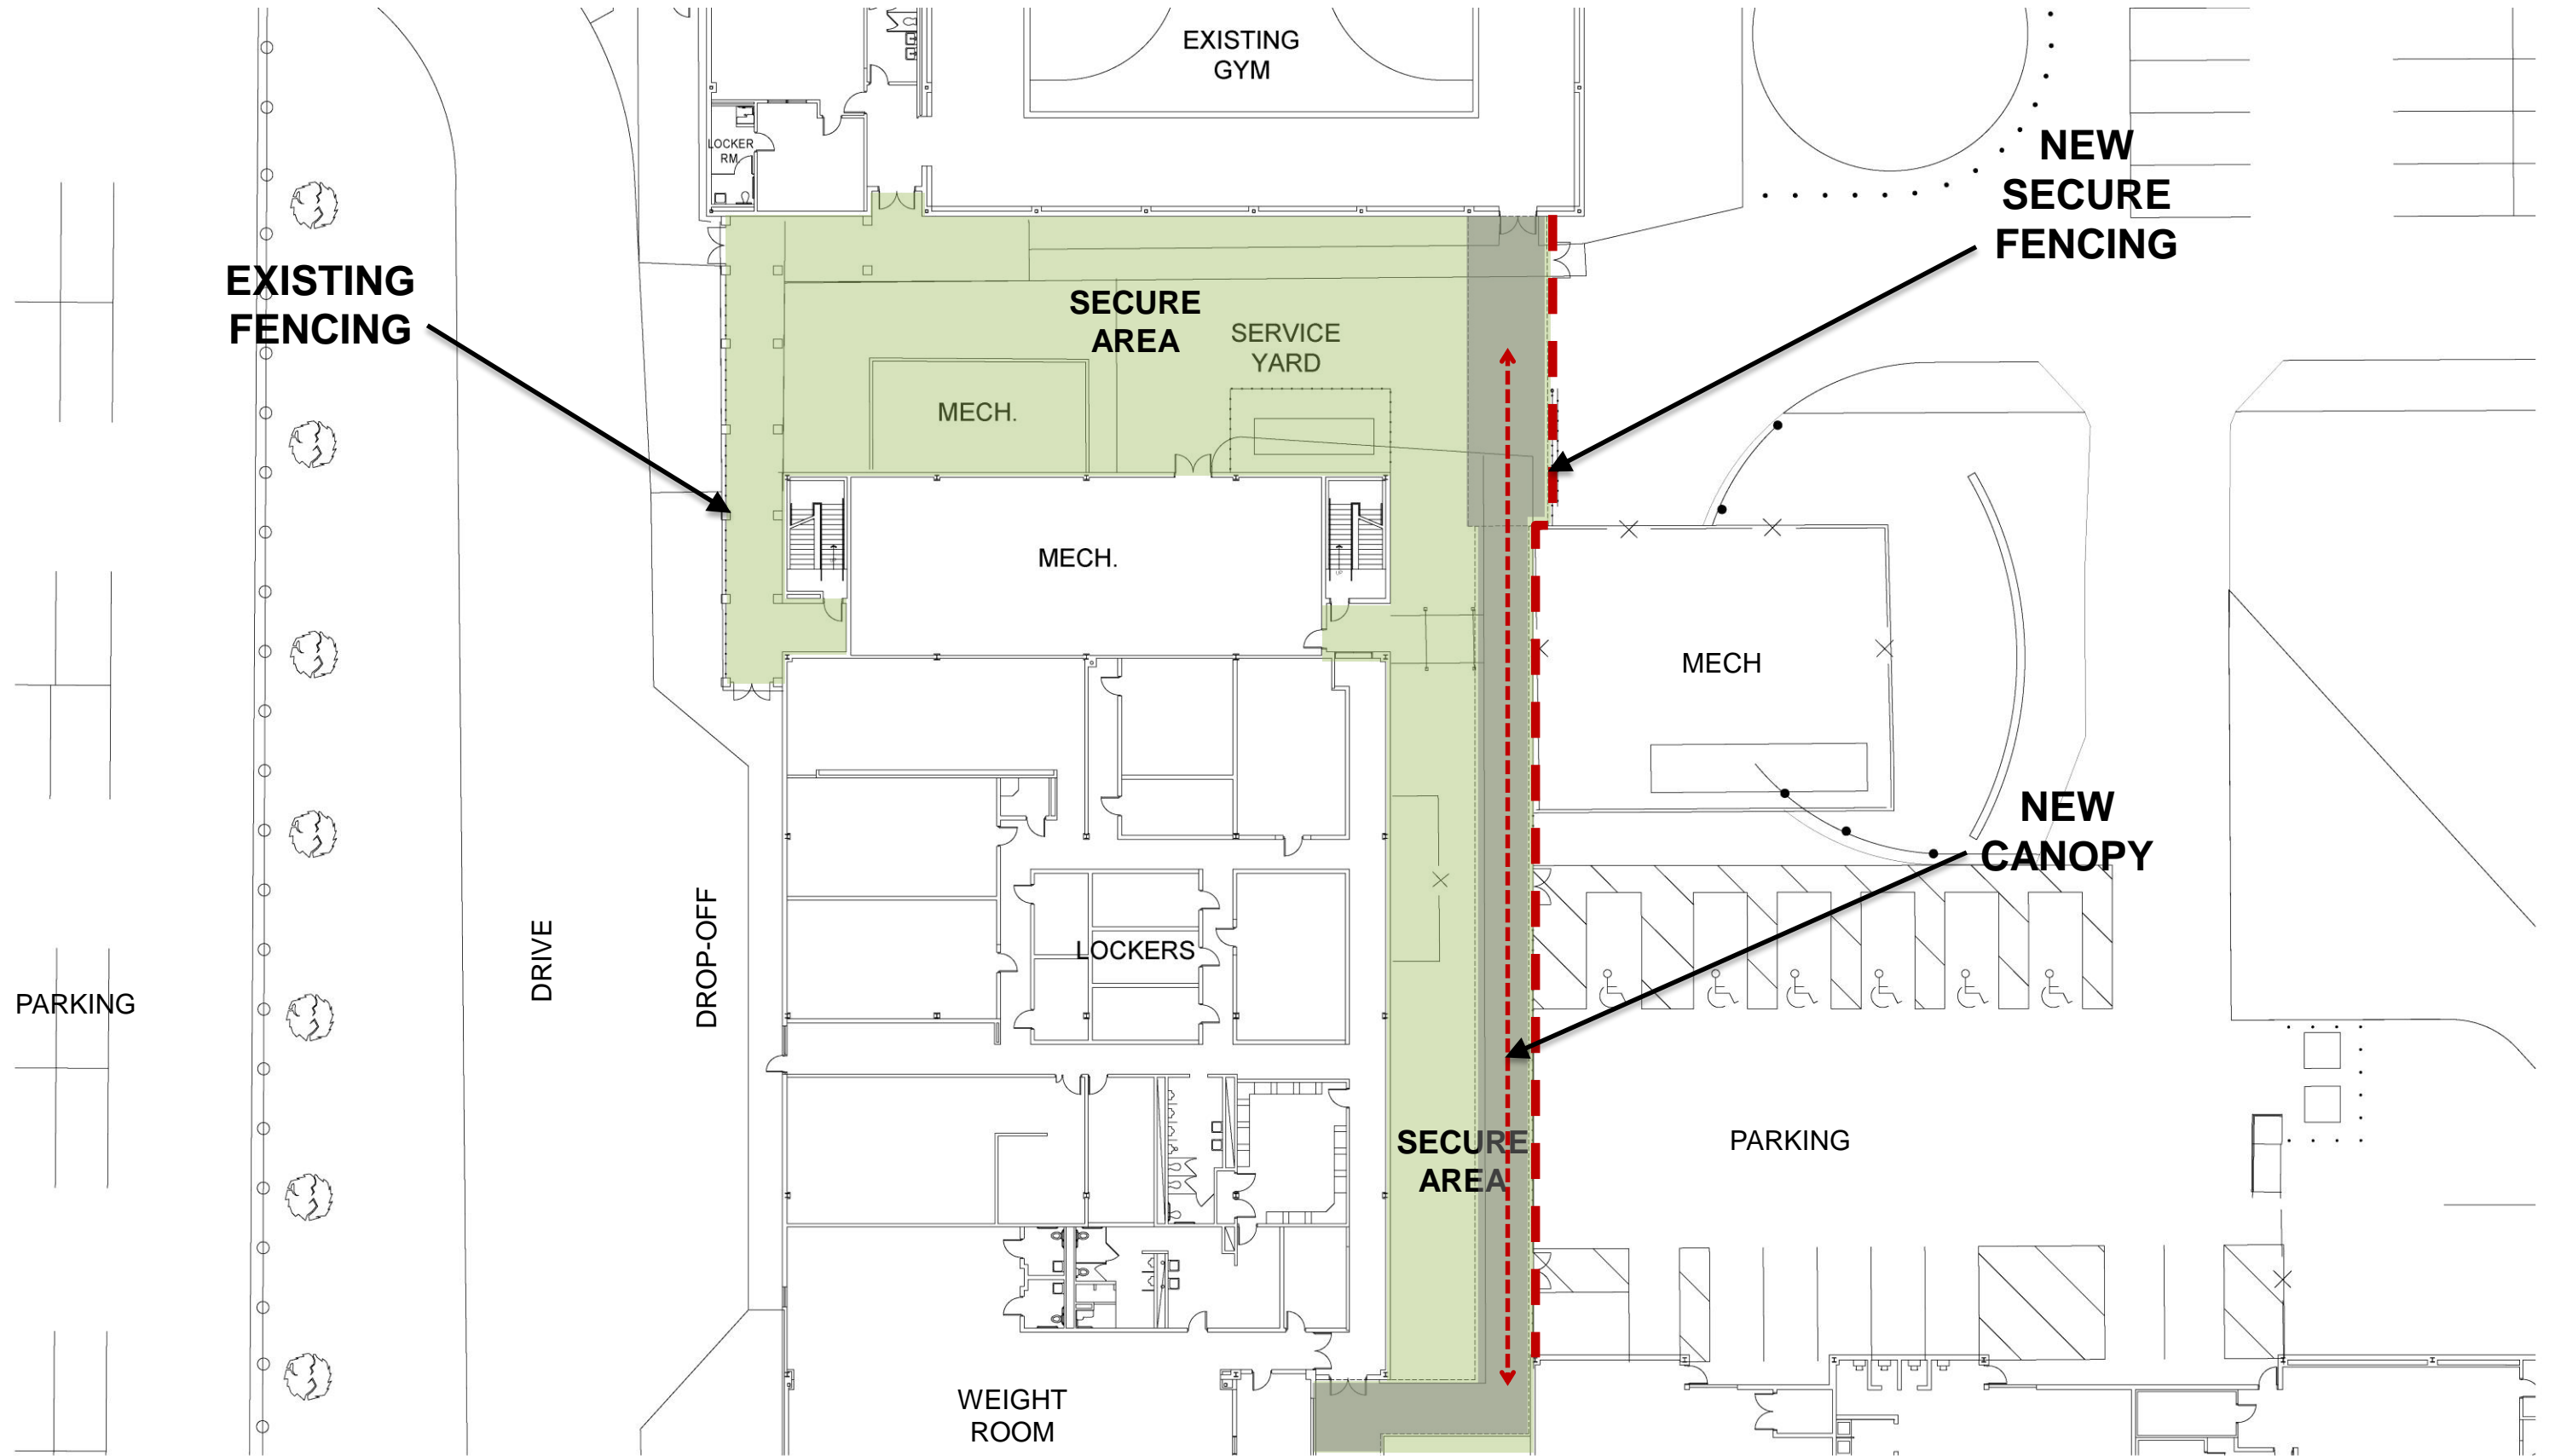 EXISTING
GYM
NEW
SECURE
FENCING
LOCKER
RM.
EXISTING
FENCING
SECURE
AREA
SERVICE
YARD
MECH.
MECH.
UP
MECH
NEW
CANOPY
DRIVE
DROP-OFF
LOCKERS
PARKING
SECURE
AREA
PARKING
WEIGHT
ROOM